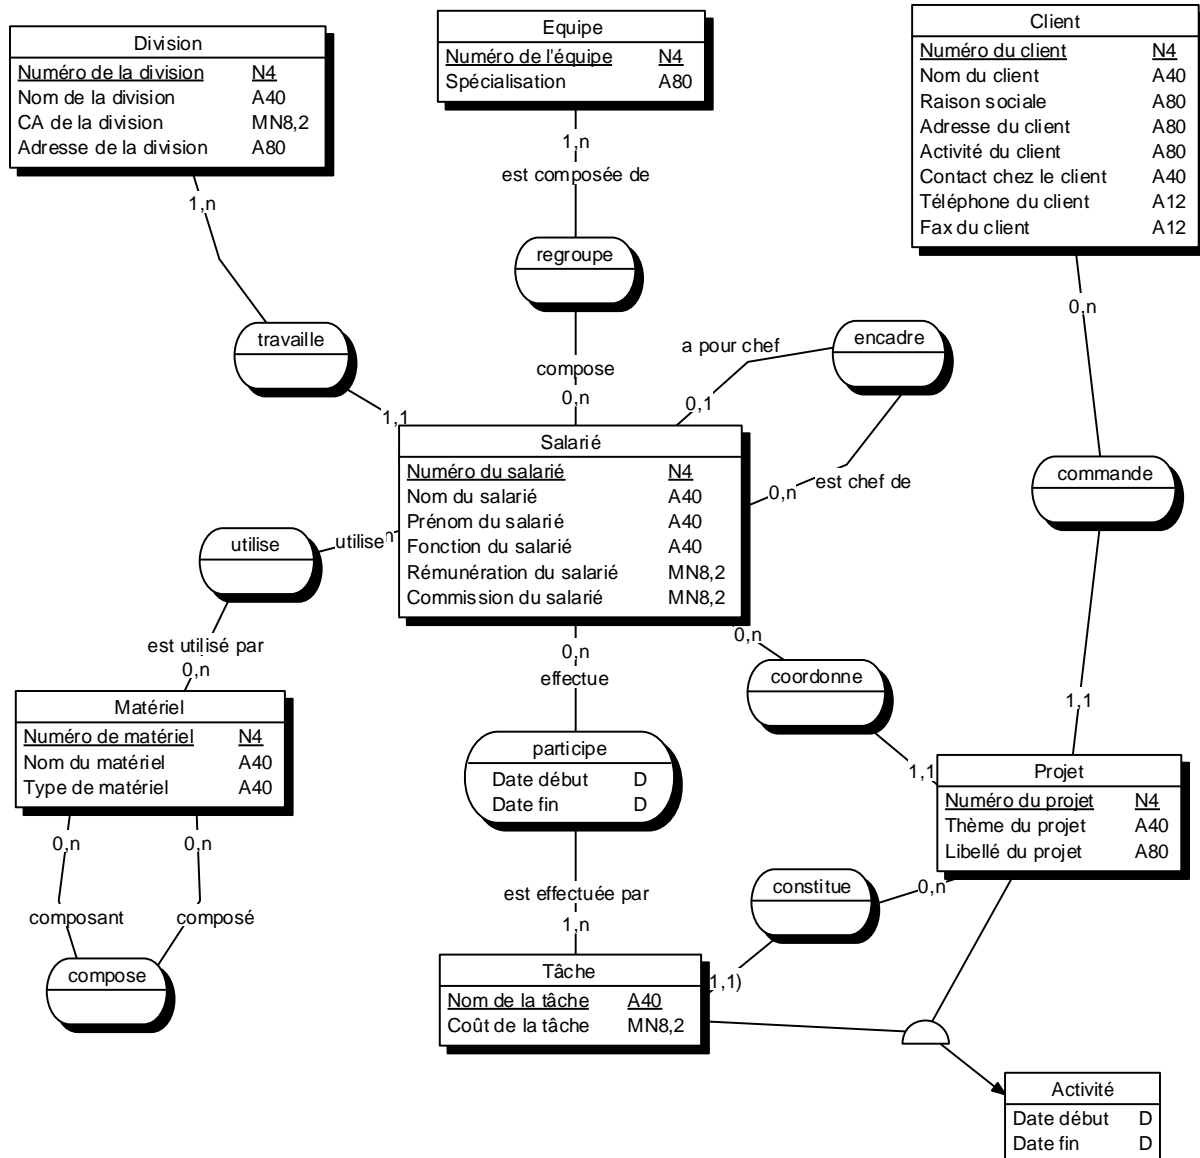 Division
Numéro de la division N4
Nom de la division A40
CA de la division MN8,2
Adresse de la division A80
Equipe
Numéro de l'équipe N4
Spécialisation A80
Client
Numéro du client N4
Nom du client A40
Raison sociale A80
Adresse du client A80
Activité du client A80
Contact chez le client A40
Téléphone du client A12
Fax du client A12
1,n
1,n
est composée de
regroupe
0,n
travaille
1,1
compose
0,n
a pour chef
0,1
encadre
0,n
est chef de
commande
1,1
Salarié
Numéro du salarié N4
Nom du salarié A40
Prénom du salarié A40
Fonction du salarié A40
Rémunération du salarié MN8,2
Commission du salarié MN8,2
utilise
utilise
n
est utilisé par
0,n
0,n
effectue
0,n
coordonne
1,1
Matériel
Numéro de matériel N4
Nom du matériel A40
Type de matériel A40
participe
Date début D
Date fin D
Projet
Numéro du projet N4
Thème du projet A40
Libellé du projet A80
0,n
0,n
composant
composé
compose
est effectuée par
1,n
constitue
0,n
1,1)
Tâche
Nom de la tâche A40
Coût de la tâche MN8,2
Activité
Date début D
Date fin D